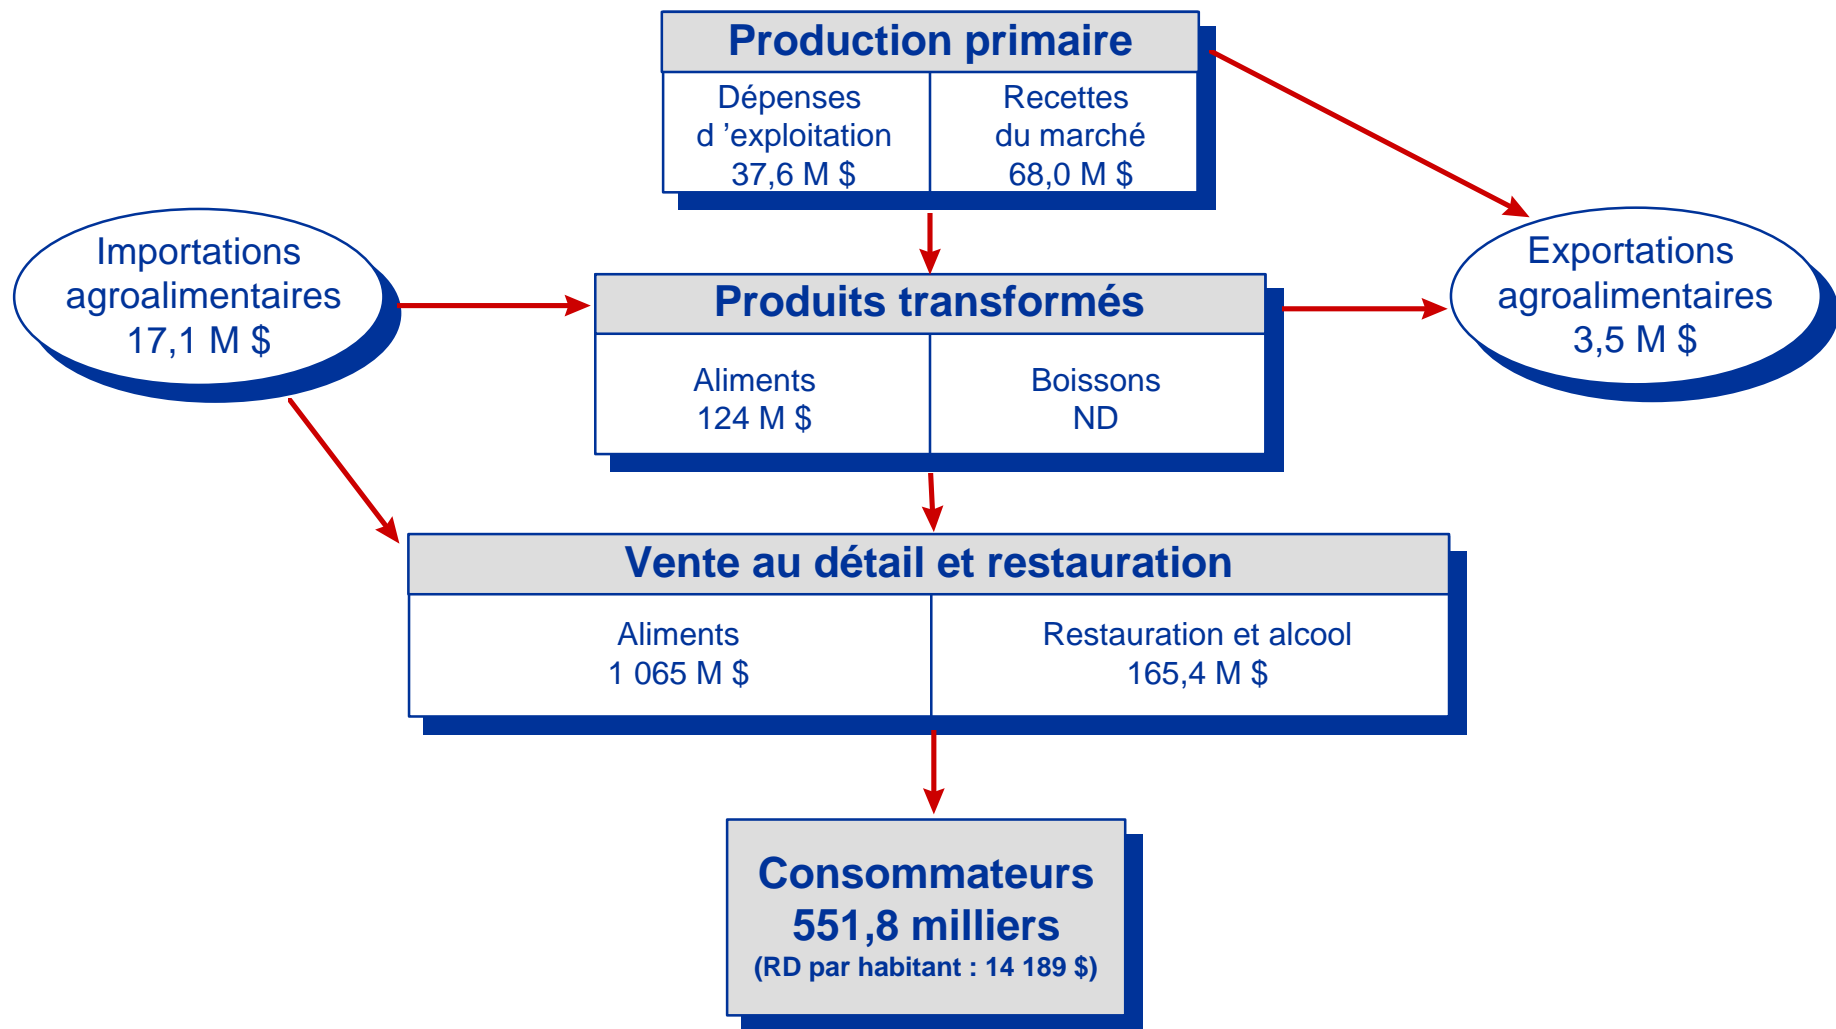 Production primaire
Dépenses
d ’exploitation
37,6 M $
Recettes
du marché
68,0 M $
Importations
agroalimentaires
17,1 M $
Exportations
agroalimentaires
3,5 M $
Produits transformés
Aliments
124 M $
Boissons
ND
Vente au détail et restauration
Aliments
1 065 M $
Restauration et alcool
165,4 M $
Consommateurs
551,8 milliers
(RD par habitant : 14 189 $)